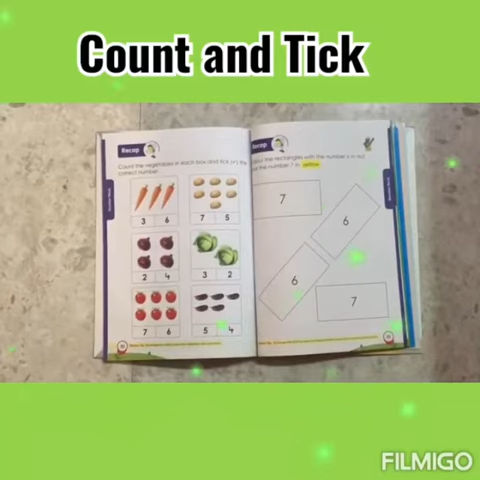 Count and Tick
Recap
Count the vegetables in each box and tick (✓) the
correct number.
3 6
7 5
2 4
3 2
7 6
5 4
Recap
the rectangles with the number 6 in
the number 7 in yellow
7
6
6
7
FILMIGO